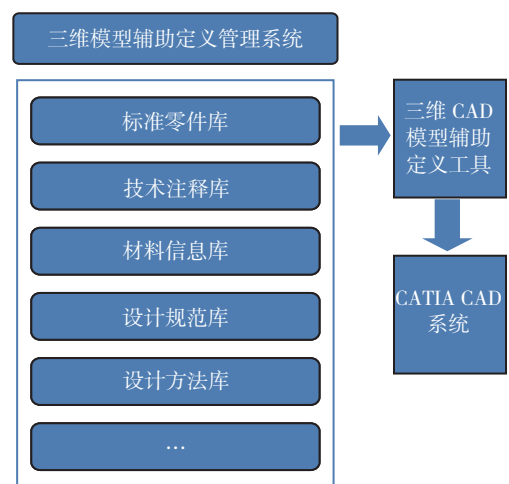 三维模型辅助定义管理系统
标准零件库
技术注释库
材料信息库
设计规范库
设计方法库
…
三维 CAD
模型辅助
定义工具
CATIA CAD
系统